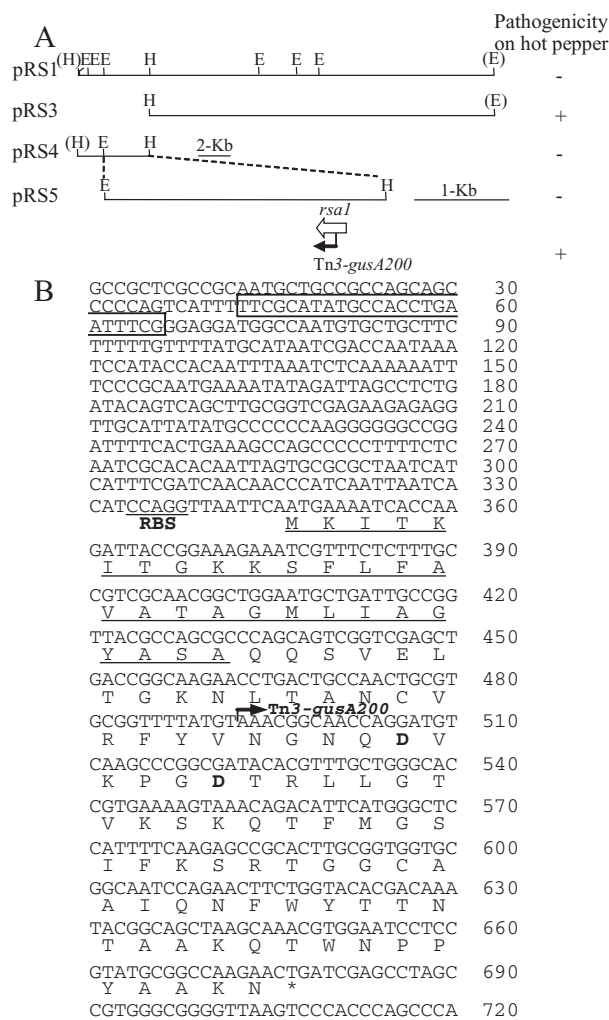 Pathogenicity
on hot pepper
A
(H) E E E H E E E (E)
pRS1 -
H (E)
pRS3 +
(H) E H 2-Kb
pRS4 -
E H 1-Kb
pRS5 -
rsa1
Tn3-gusA200 +
B
GCCGCTCGCCGCAATGCTGCCGCCAGCAGC 30
CCCCAGTCATTTTTCGCATATGCCACCTGA 60
ATTTCGGGAGGATGGCCAATGTGCTGCTTC 90
TTTTTGTTTTATGCATAATCGACCAATAAA 120
TCCATACCACAATTTAAATCTCAAAAAATT 150
TCCCGCAATGAAAATATAGATTAGCCTCTG 180
ATACAGTCAGCTTGCGGTCGAGAAGAGAGG 210
TTGCATTATATGCCCCCCAAGGGGGGCCGG 240
ATTTTCACTGAAAGCCAGCCCCCTTTTCTC 270
AATCGCACACAATTAGTGCGCGCTAATCAT 300
CATTTCGATCAACAACCCATCAATTAATCA 330
CATCCAGGTTAATTCAATGAAAATCACCAA 360
RBS M K I T K
GATTACCGGAAAGAAATCGTTTCTCTTTGC 390
I T G K K S F L F A
CGTCGCAACGGCTGGAATGCTGATTGCCGG 420
V A T A G M L I A G
TTACGCCAGCGCCCAGCAGTCGGTCGAGCT 450
Y A S A Q Q S V E L
GACCGGCAAGAACCTGACTGCCAACTGCGT 480
T G K N L T A N C V
Tn3-gusA200
GCGGTTTTATGTAAACGGCAACCAGGATGT 510
R F Y V N G N Q D V
CAAGCCCGGCGATACACGTTTGCTGGGCAC 540
K P G D T R L L G T
CGTGAAAAGTAAACAGACATTCATGGGCTC 570
V K S K Q T F M G S
CATTTTCAAGAGCCGCACTTGCGGTGGTGC 600
I F K S R T G G C A
GGCAATCCAGAACTTCTGGTACACGACAAA 630
A I Q N F W Y T T N
TACGGCAGCTAAGCAAACGTGGAATCCTCC 660
T A A K Q T W N P P
GTATGCGGCCAAGAACTGATCGAGCCTAGC 690
Y A A K N *
CGTGGGCGGGGTTAAGTCCCACCCAGCCCA 720